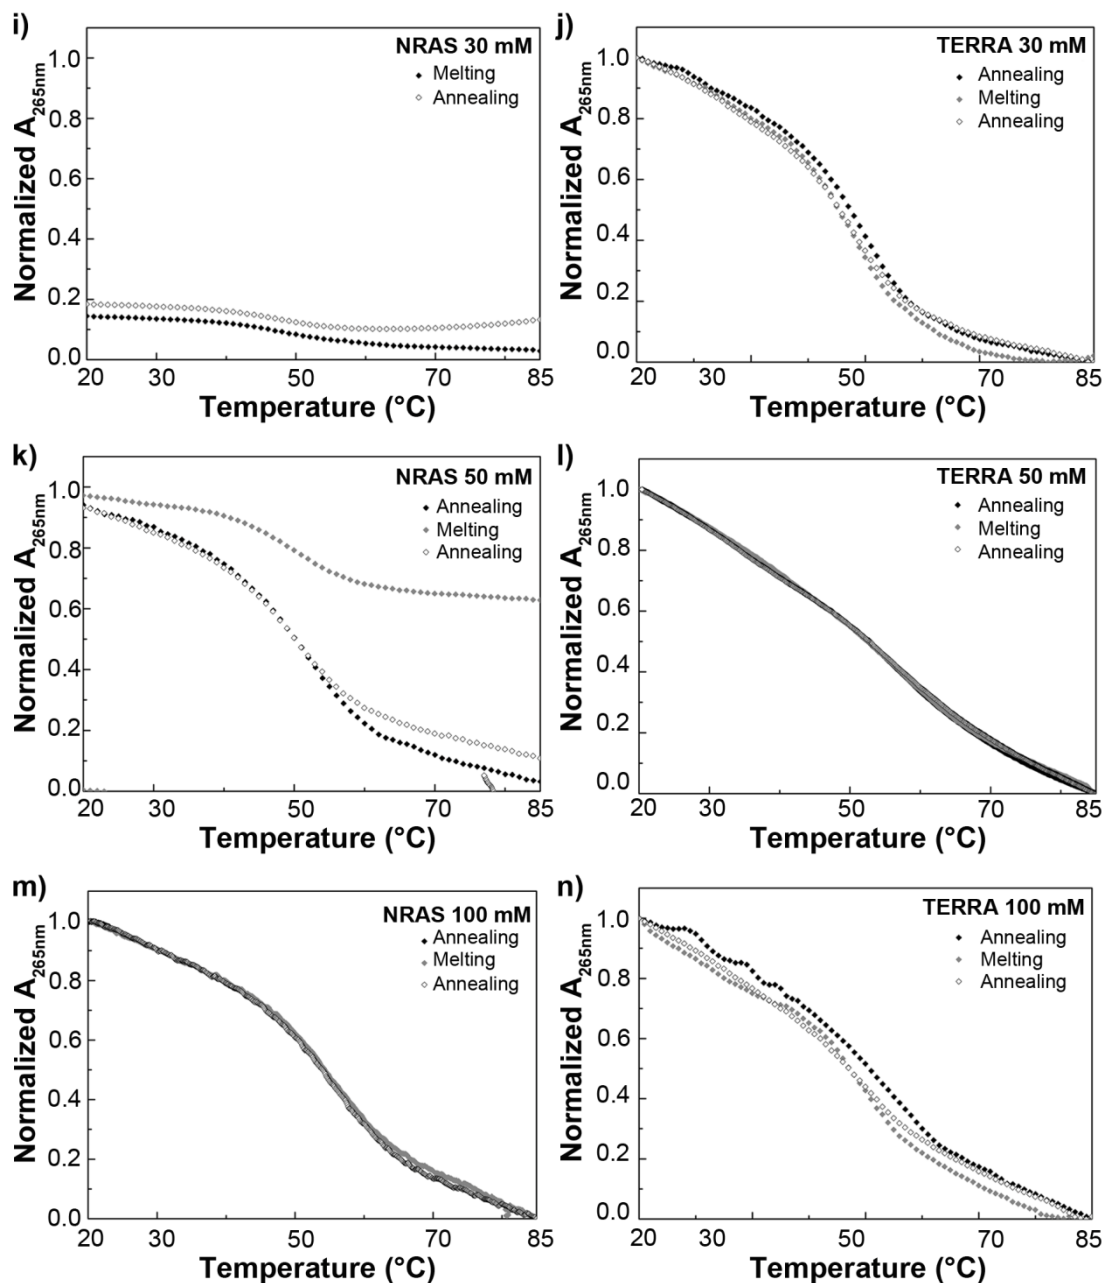 i)
NRAS 30 mM
Melting
Annealing
Normalized A265nm
1.0
0.8
0.6
0.4
0.2
0.0
20 30 50 70 85
Temperature (°C)
j)
TERRA 30 mM
Annealing
Melting
Annealing
Normalized A265nm
1.0
0.8
0.6
0.4
0.2
0.0
20 30 50 70 85
Temperature (°C)
k)
NRAS 50 mM
Annealing
Melting
Annealing
Normalized A265nm
1.0
0.8
0.6
0.4
0.2
0.0
20 30 50 70 85
Temperature (°C)
l)
TERRA 50 mM
Annealing
Melting
Annealing
Normalized A265nm
1.0
0.8
0.6
0.4
0.2
0.0
20 30 50 70 85
Temperature (°C)
m)
NRAS 100 mM
Annealing
Melting
Annealing
Normalized A265nm
1.0
0.8
0.6
0.4
0.2
0.0
20 30 50 70 85
Temperature (°C)
n)
TERRA 100 mM
Annealing
Melting
Annealing
Normalized A265nm
1.0
0.8
0.6
0.4
0.2
0.0
20 30 50 70 85
Temperature (°C)